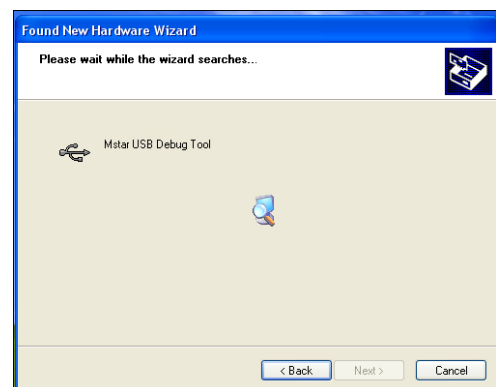 Found New Hardware Wizard
Please wait while the wizard searches...
Mstar USB Debug Tool
< Back
Next >
Cancel